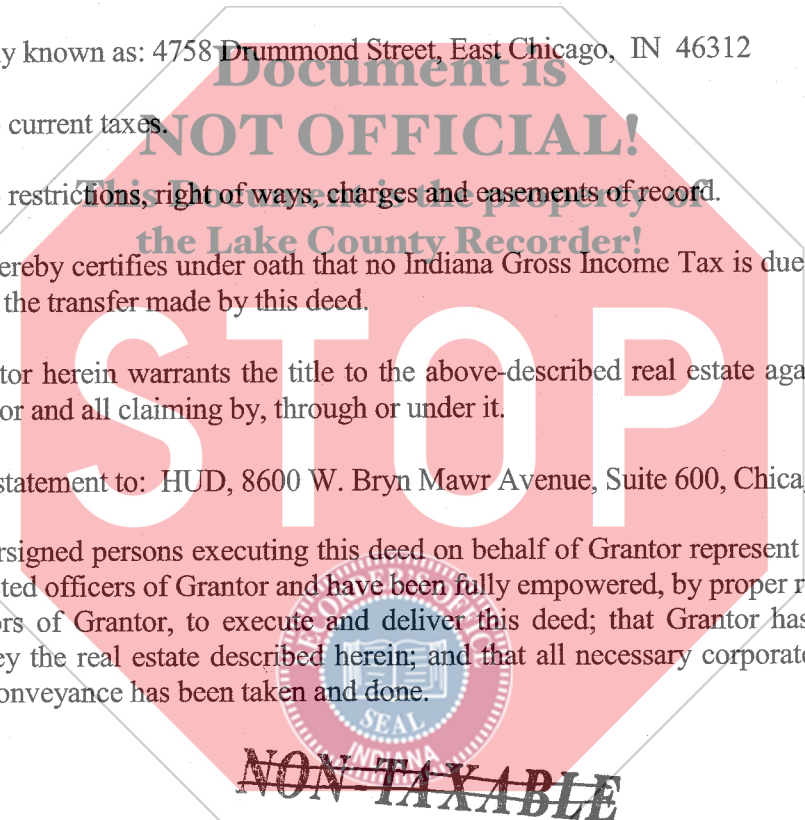 y known as: 4758 Drummond Street, East Chicago, IN 46312
Document is
current taxes.
NOT OFFICIAL!
restrictions, right of ways, charges and easements of record.
This Document is the property of
the Lake County Recorder!
ereby certifies under oath that no Indiana Gross Income Tax is due
the transfer made by this deed.
STOP
tor herein warrants the title to the above-described real estate aga
or and all claiming by, through or under it.
statement to: HUD, 8600 W. Bryn Mawr Avenue, Suite 600, Chica
rsigned persons executing this deed on behalf of Grantor represent
ted officers of Grantor and have been fully empowered, by proper r
rs of Grantor, to execute and deliver this deed; that Grantor has
ey the real estate described herein; and that all necessary corporate
onveyance has been taken and done.
SEAL
INDIANA
NON-TAXABLE